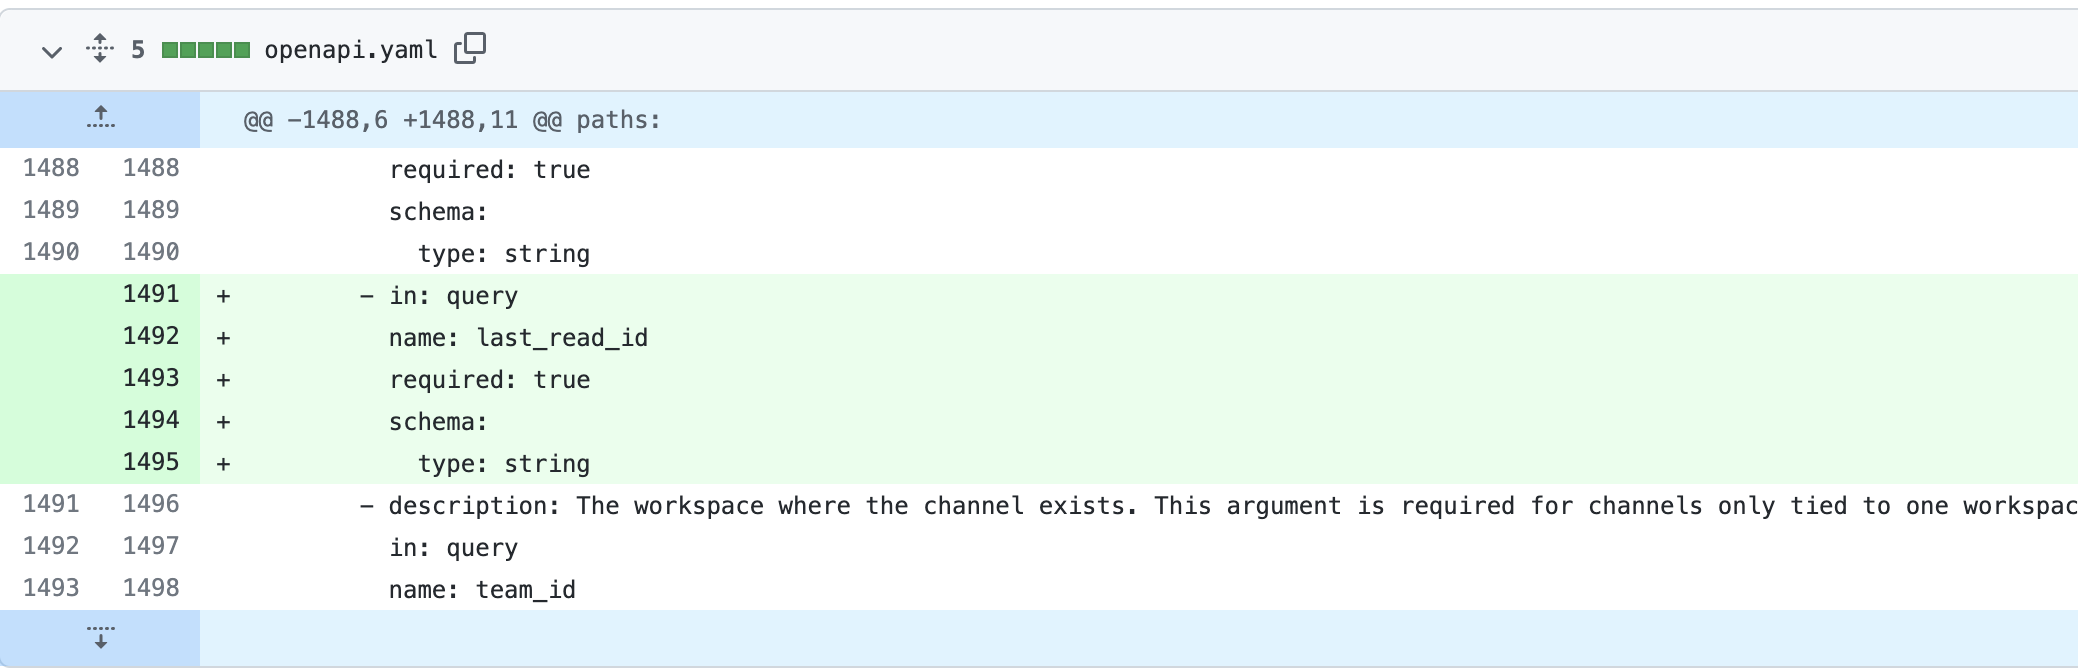 5 openapi.yaml
@@ -1488,6 +1488,11 @@ paths:
1488 1488 required: true
1489 1489 schema:
1490 1490 type: string
1491 + - in: query
1492 + name: last_read_id
1493 + required: true
1494 + schema:
1495 + type: string
1491 1496 - description: The workspace where the channel exists. This argument is required for channels only tied to one workspac
1492 1497 in: query
1493 1498 name: team_id